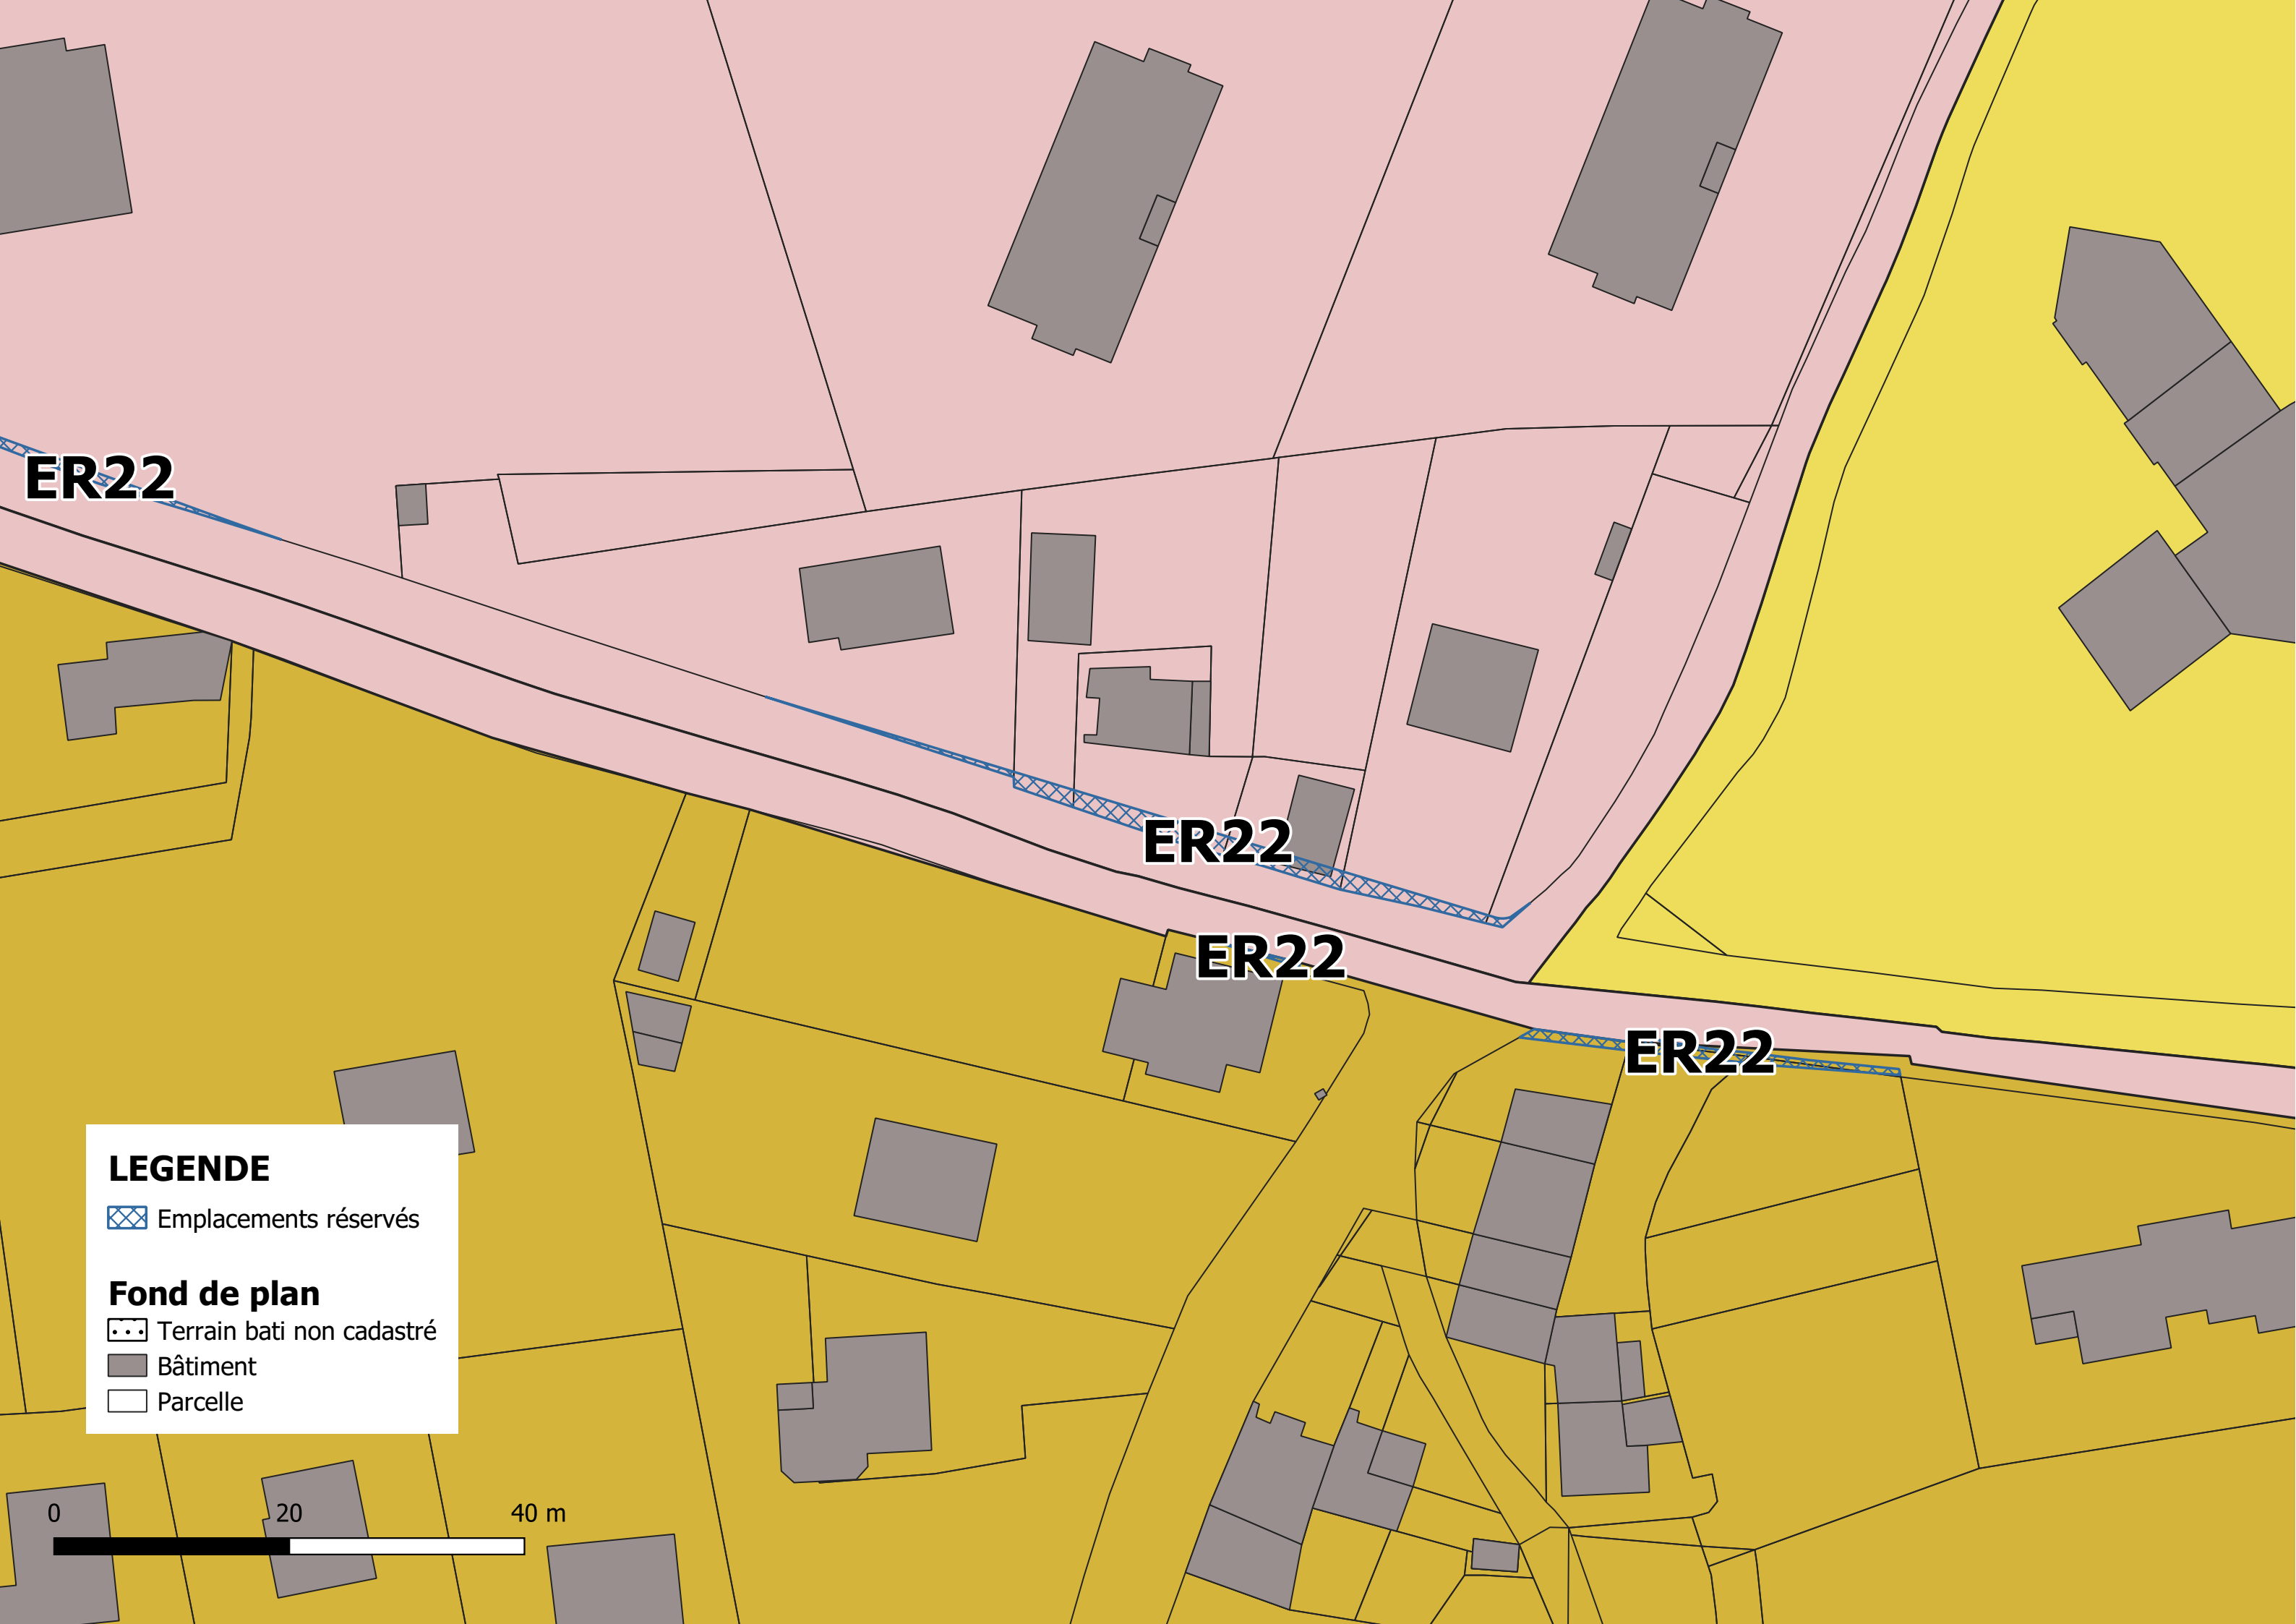 ER22
ER22
ER22
ER22
LEGENDE
Emplacements réservés
Fond de plan
Terrain bati non cadastré
Bâtiment
Parcelle
0 20 40 m